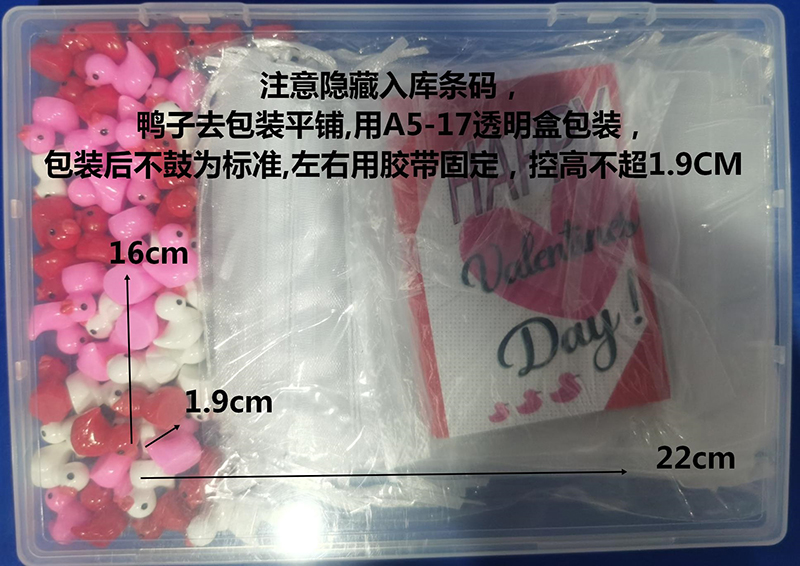 注意隐藏入库条码，
鸭子去包装平铺,用A5-17透明盒包装，
包装后不鼓为标准,左右用胶带固定，控高不超1.9CM
HAPPY
16cm
Valentines
Day!
1.9cm
22cm